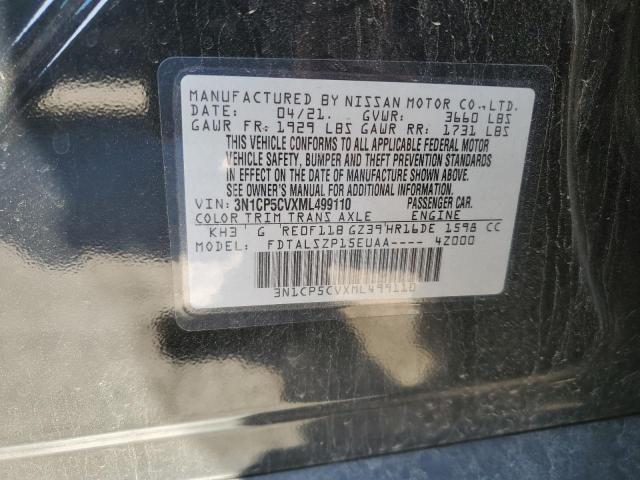 MANUFACTURED BY NISSAN MOTOR CO., LTD.
DATE: 04/21. GVWR: 3660 LBS
GAWR FR: 1929 LBS GAWR RR: 1731 LBS
THIS VEHICLE CONFORMS TO ALL APPLICABLE FEDERAL MOTOR
VEHICLE SAFETY, BUMPER AND THEFT PREVENTION STANDARDS
IN EFFECT ON THE DATE OF MANUFACTURE SHOWN ABOVE.
SEE OWNER'S MANUAL FOR ADDITIONAL INFORMATION.
VIN: 3N1CP5CVXML499110 PASSENGER CAR.
COLOR TRIM TRANS AXLE ENGINE
KH3 G RE0F11B GZ39 HR16DE 1598 CC
FDTALSZP15EUAA---- 4Z000
3N1CP5CVXML499110